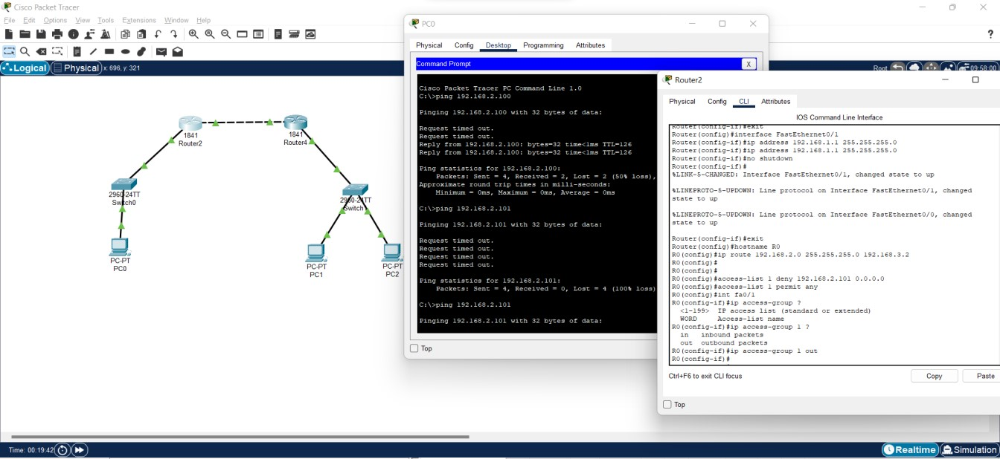 Cisco Packet Tracer
File Edit Options View Tools Extensions Window Help
?
Logical Physical x: 696, y: 321
Root 09:58:00
1841
Router2
1841
Router4
2960-24TT
Switch0
2960-24TT
Switch
PC-PT
PC0
PC-PT
PC1
PC-PT
PC2
PC0
Physical Config Desktop Programming Attributes
Command Prompt X
Cisco Packet Tracer PC Command Line 1.0
C:\>ping 192.168.2.100
Pinging 192.168.2.100 with 32 bytes of data:
Request timed out.
Request timed out.
Reply from 192.168.2.100: bytes=32 time<1ms TTL=126
Reply from 192.168.2.100: bytes=32 time<1ms TTL=126
Ping statistics for 192.168.2.100:
Packets: Sent = 4, Received = 2, Lost = 2 (50% loss),
Approximate round trip times in milli-seconds:
Minimum = 0ms, Maximum = 0ms, Average = 0ms
C:\>ping 192.168.2.101
Pinging 192.168.2.101 with 32 bytes of data:
Request timed out.
Request timed out.
Request timed out.
Request timed out.
Ping statistics for 192.168.2.101:
Packets: Sent = 4, Received = 0, Lost = 4 (100% loss)
C:\>ping 192.168.2.101
Pinging 192.168.2.101 with 32 bytes of data:
Top
Router2
Physical Config CLI Attributes
IOS Command Line Interface
Router(config-if)#exit
Router(config)#interface FastEthernet0/1
Router(config-if)#ip address 192.168.1.1 255.255.255.0
Router(config-if)#ip address 192.168.1.1 255.255.255.0
Router(config-if)#no shutdown
Router(config-if)#
%LINK-5-CHANGED: Interface FastEthernet0/1, changed state to up
%LINEPROTO-5-UPDOWN: Line protocol on Interface FastEthernet0/1, changed
state to up
%LINEPROTO-5-UPDOWN: Line protocol on Interface FastEthernet0/0, changed
state to up
Router(config-if)#exit
Router(config)#hostname R0
R0(config)#ip route 192.168.2.0 255.255.255.0 192.168.3.2
R0(config)#
R0(config)#
R0(config)#access-list 1 deny 192.168.2.101 0.0.0.0
R0(config)#access-list 1 permit any
R0(config)#int fa0/1
R0(config-if)#ip access-group ?
<1-199> IP access list (standard or extended)
WORD Access-list name
R0(config-if)#ip access-group 1 ?
in inbound packets
out outbound packets
R0(config-if)#ip access-group 1 out
R0(config-if)#
Ctrl+F6 to exit CLI focus
Copy Paste
Top
Time: 00:19:42
Realtime Simulation